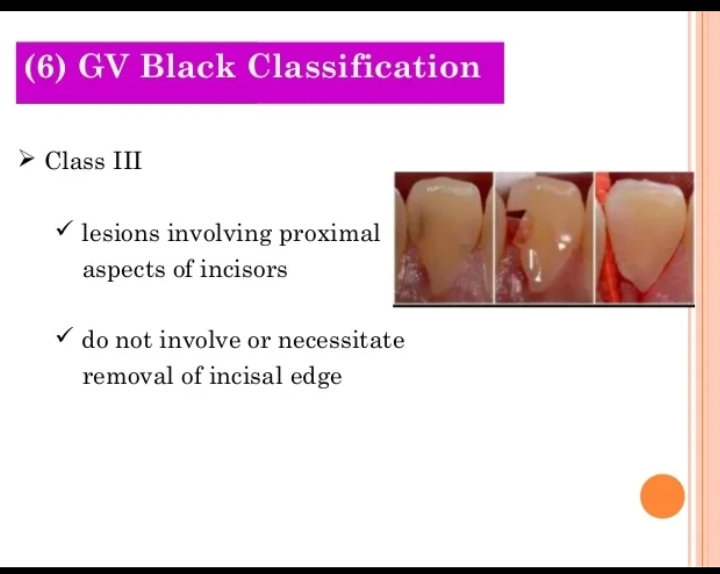 (6) GV Black Classification
➢ Class III
✓ lesions involving proximal
aspects of incisors
✓ do not involve or necessitate
removal of incisal edge